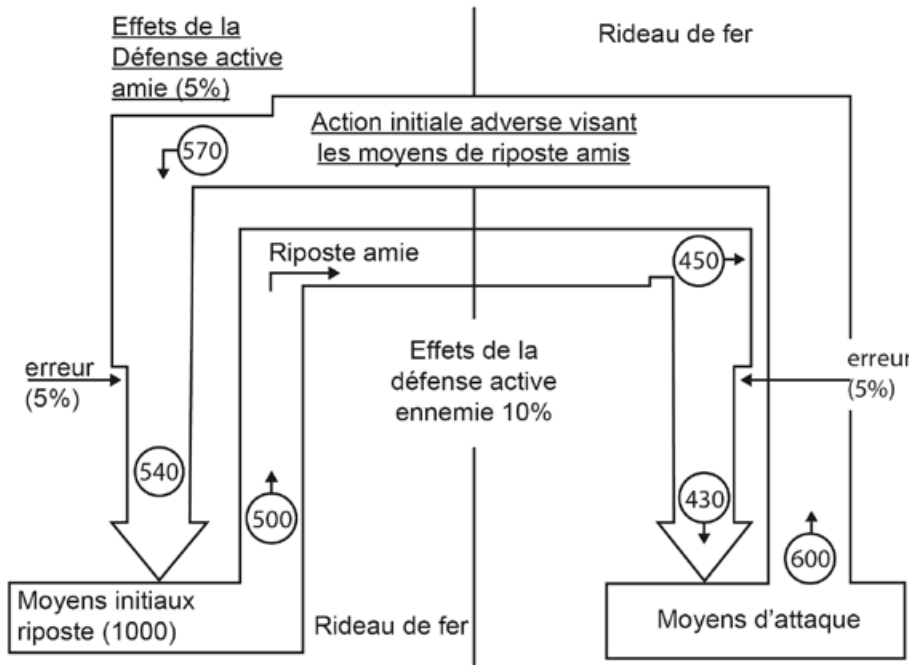 Effets de la
Défense active
amie (5%)
Rideau de fer
Action initiale adverse visant
les moyens de riposte amis
570
Riposte amie
450
Effets de la
défense active
ennemie 10%
erreur
(5%)
erreur
(5%)
540
500
430
600
Moyens initiaux
riposte (1000)
Rideau de fer
Moyens d'attaque